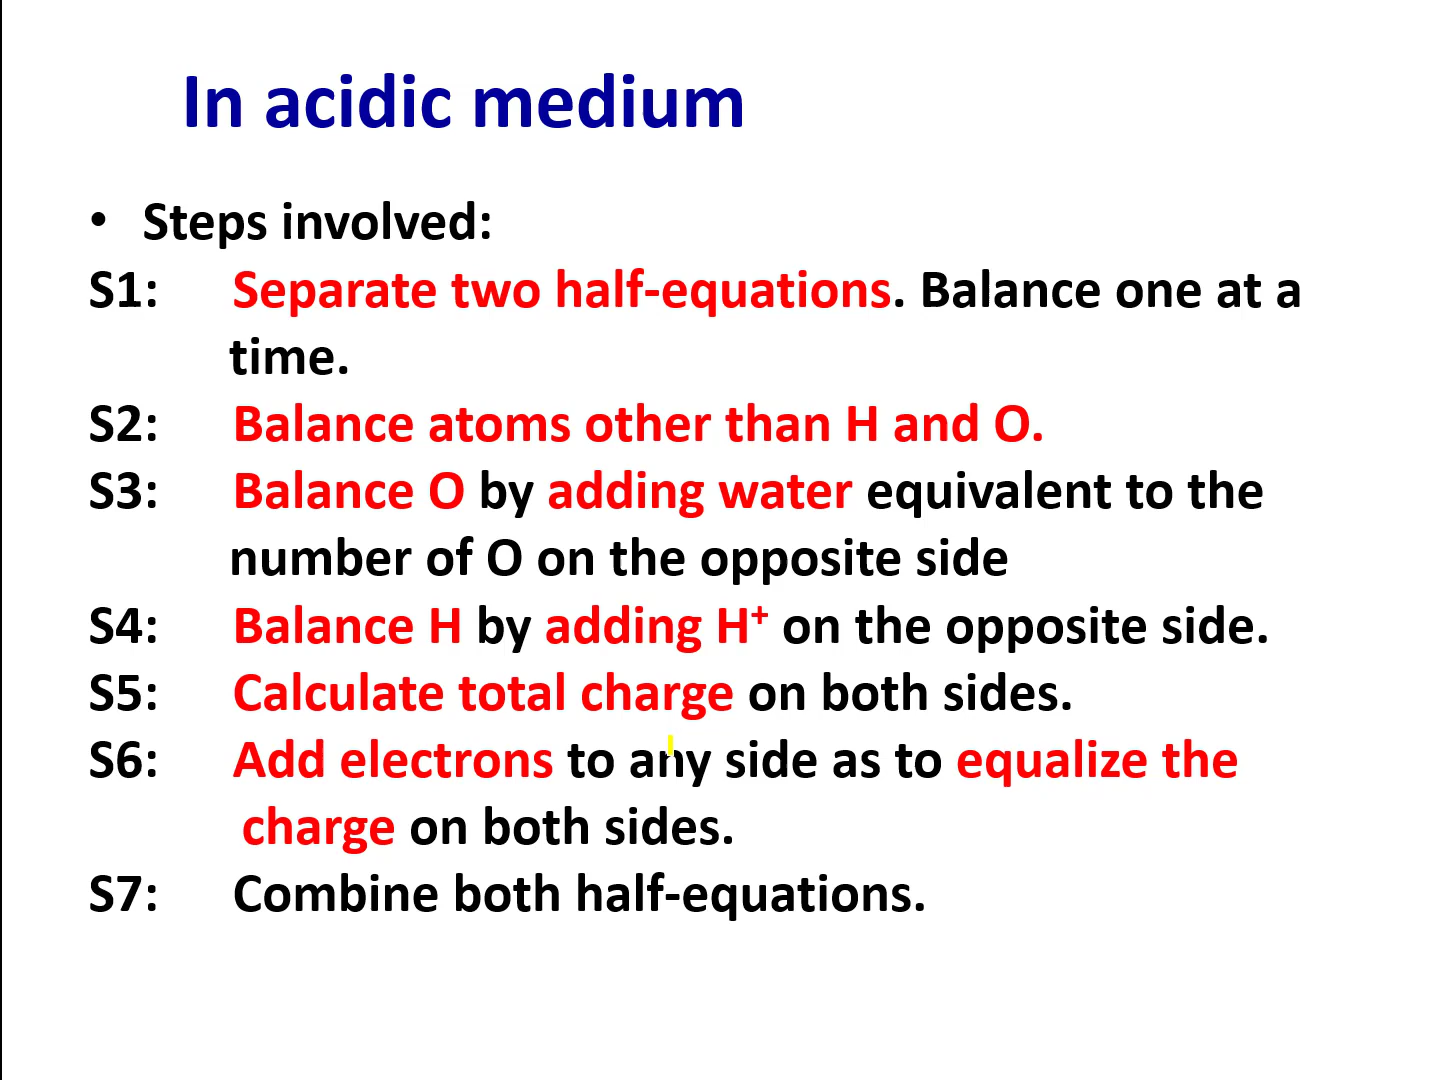 In acidic medium
• Steps involved:
S1: Separate two half-equations. Balance one at a
time.
S2: Balance atoms other than H and O.
S3: Balance O by adding water equivalent to the
number of O on the opposite side
S4: Balance H by adding H⁺ on the opposite side.
S5: Calculate total charge on both sides.
S6: Add electrons to any side as to equalize the
charge on both sides.
S7: Combine both half-equations.